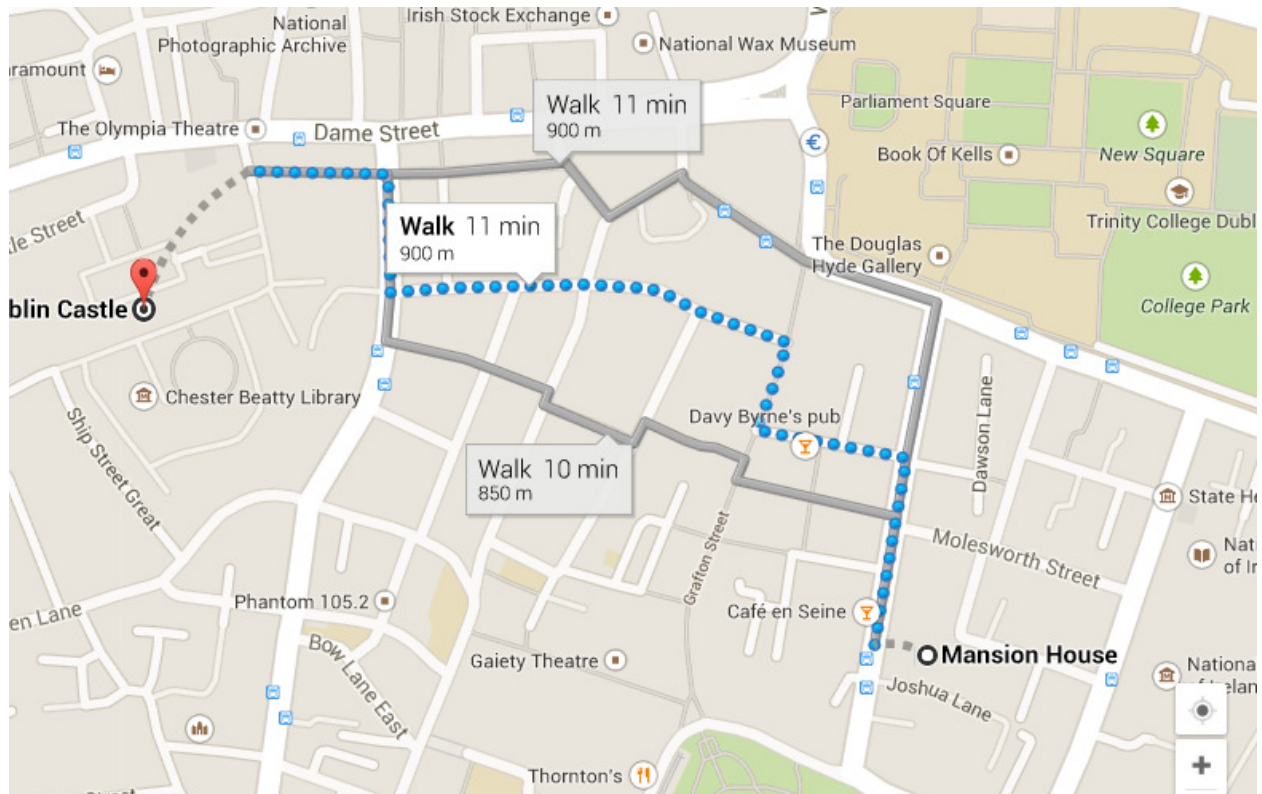 Irish Stock Exchange
National
Photographic Archive
National Wax Museum
aramount
Walk 11 min
900 m
Parliament Square
The Olympia Theatre
Dame Street
€
Book Of Kells
New Square
Trinity College Dubl
tle Street
Walk 11 min
900 m
The Douglas
Hyde Gallery
blin Castle
College Park
Chester Beatty Library
Davy Byrne's pub
Dawson Lane
Ship Street Great
Walk 10 min
850 m
State He
Grafton Street
Molesworth Street
Nati
of Ir
en Lane
Phantom 105.2
Café en Seine
Bow Lane East
Gaiety Theatre
Mansion House
Nationa
of Ielan
Joshua Lane
Thornton's
+